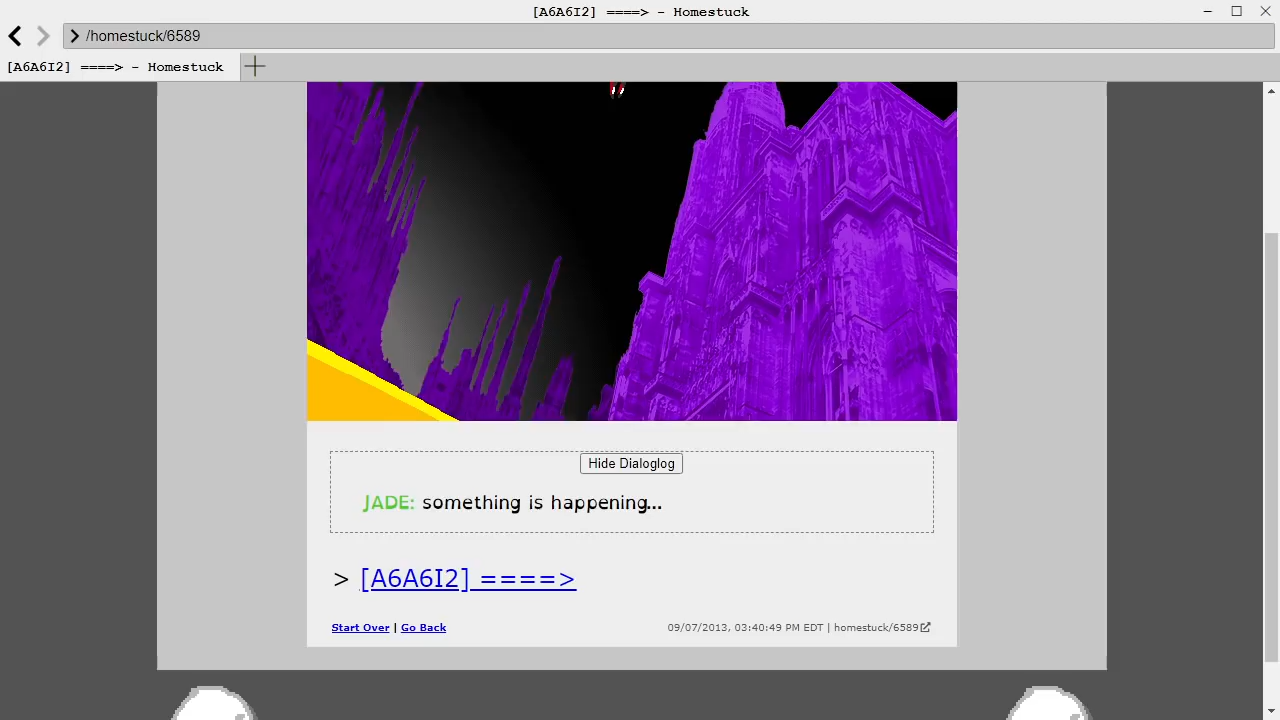 [A6A6I2] ====> - Homestuck
/homestuck/6589
[A6A6I2] ====> - Homestuck
Hide Dialoglog
JADE: something is happening...
> [A6A6I2] ====>
Start Over | Go Back
09/07/2013, 03:40:49 PM EDT | homestuck/6589